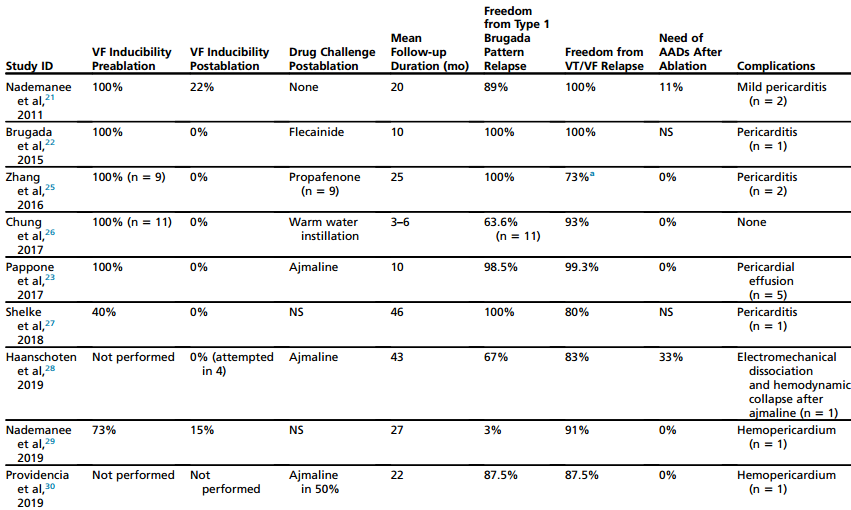 Study ID | VF Inducibility Preablation | VF Inducibility Postablation | Drug Challenge Postablation | Mean Follow-up Duration (mo) | Freedom from Type 1 Brugada Pattern Relapse | Freedom from VT/VF Relapse | Need of AADs After Ablation | Complications
Nademanee et al,21 2011 | 100% | 22% | None | 20 | 89% | 100% | 11% | Mild pericarditis (n = 2)
Brugada et al,22 2015 | 100% | 0% | Flecainide | 10 | 100% | 100% | NS | Pericarditis (n = 1)
Zhang et al,25 2016 | 100% (n = 9) | 0% | Propafenone (n = 9) | 25 | 100% | 73%a | 0% | Pericarditis (n = 2)
Chung et al,26 2017 | 100% (n = 11) | 0% | Warm water instillation | 3–6 | 63.6% (n = 11) | 93% | 0% | None
Pappone et al,23 2017 | 100% | 0% | Ajmaline | 10 | 98.5% | 99.3% | 0% | Pericardial effusion (n = 5)
Shelke et al,27 2018 | 40% | 0% | NS | 46 | 100% | 80% | NS | Pericarditis (n = 1)
Haanschoten et al,28 2019 | Not performed | 0% (attempted in 4) | Ajmaline | 43 | 67% | 83% | 33% | Electromechanical dissociation and hemodynamic collapse after ajmaline (n = 1)
Nademanee et al,29 2019 | 73% | 15% | NS | 27 | 3% | 91% | 0% | Hemopericardium (n = 1)
Providencia et al,30 2019 | Not performed | Not performed | Ajmaline in 50% | 22 | 87.5% | 87.5% | 0% | Hemopericardium (n = 1)